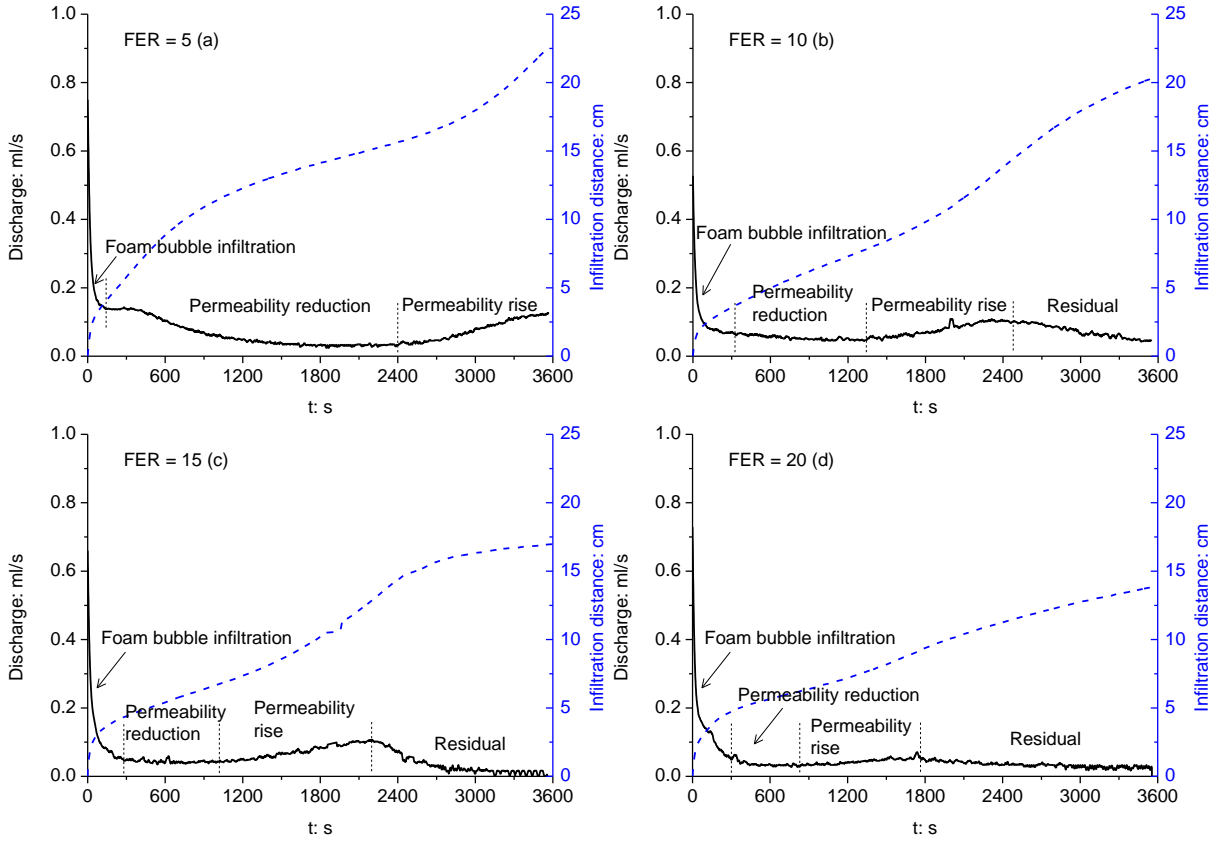 1.0
25
FER = 5 (a)
0.8
20
0.6
15
Discharge: ml/s
Infiltration distance: cm
0.4
10
Foam bubble infiltration
0.2
5
Permeability reduction
Permeability rise
0.0
0
0 600 1200 1800 2400 3000 3600
t: s
1.0
25
FER = 10 (b)
0.8
20
0.6
15
Discharge: ml/s
Infiltration distance: cm
0.4
10
Foam bubble infiltration
0.2
5
Permeability
reduction
Permeability rise
Residual
0.0
0
0 600 1200 1800 2400 3000 3600
t: s
1.0
25
FER = 15 (c)
0.8
20
0.6
15
Discharge: ml/s
Infiltration distance: cm
0.4
10
Foam bubble infiltration
0.2
5
Permeability
reduction
Permeability
rise
Residual
0.0
0
0 600 1200 1800 2400 3000 3600
t: s
1.0
25
FER = 20 (d)
0.8
20
0.6
15
Discharge: ml/s
Infiltration distance: cm
0.4
10
Foam bubble infiltration
0.2
5
Permeability reduction
Permeability
rise
Residual
0.0
0
0 600 1200 1800 2400 3000 3600
t: s